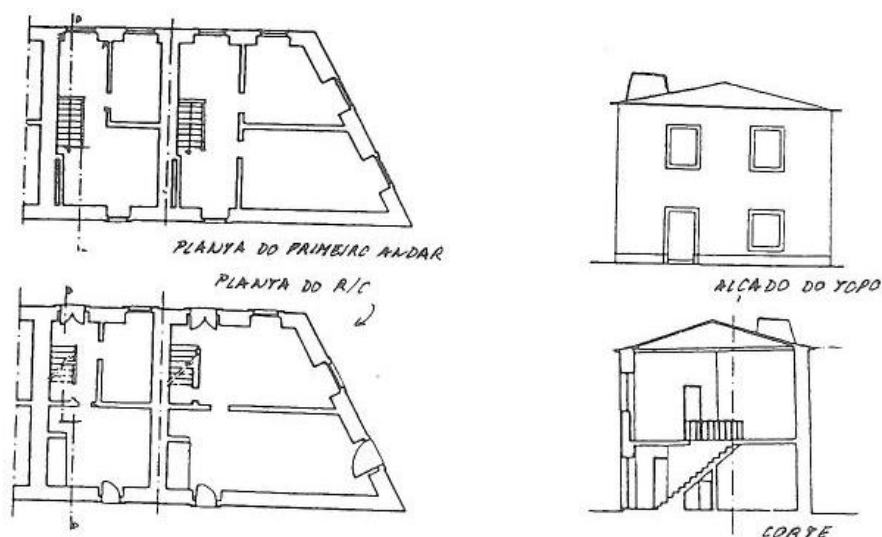 PLANTA DO PRIMEIRO ANDAR
PLANTA DO R/C
ALÇADO DO TOPO
CORTE